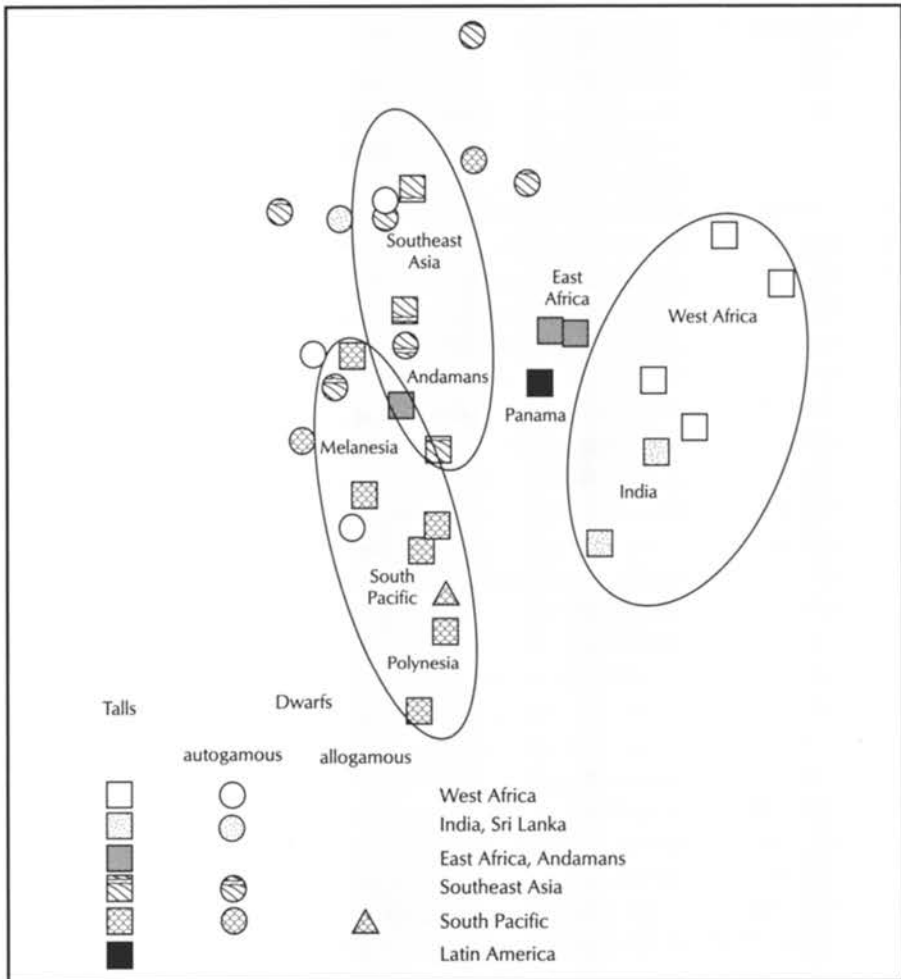 Southeast
Asia
East
Africa
West Africa
Andamans
Panama
Melanesia
India
South
Pacific
Polynesia
Talls
Dwarfs
autogamous
allogamous
West Africa
India, Sri Lanka
East Africa, Andamans
Southeast Asia
South Pacific
Latin America